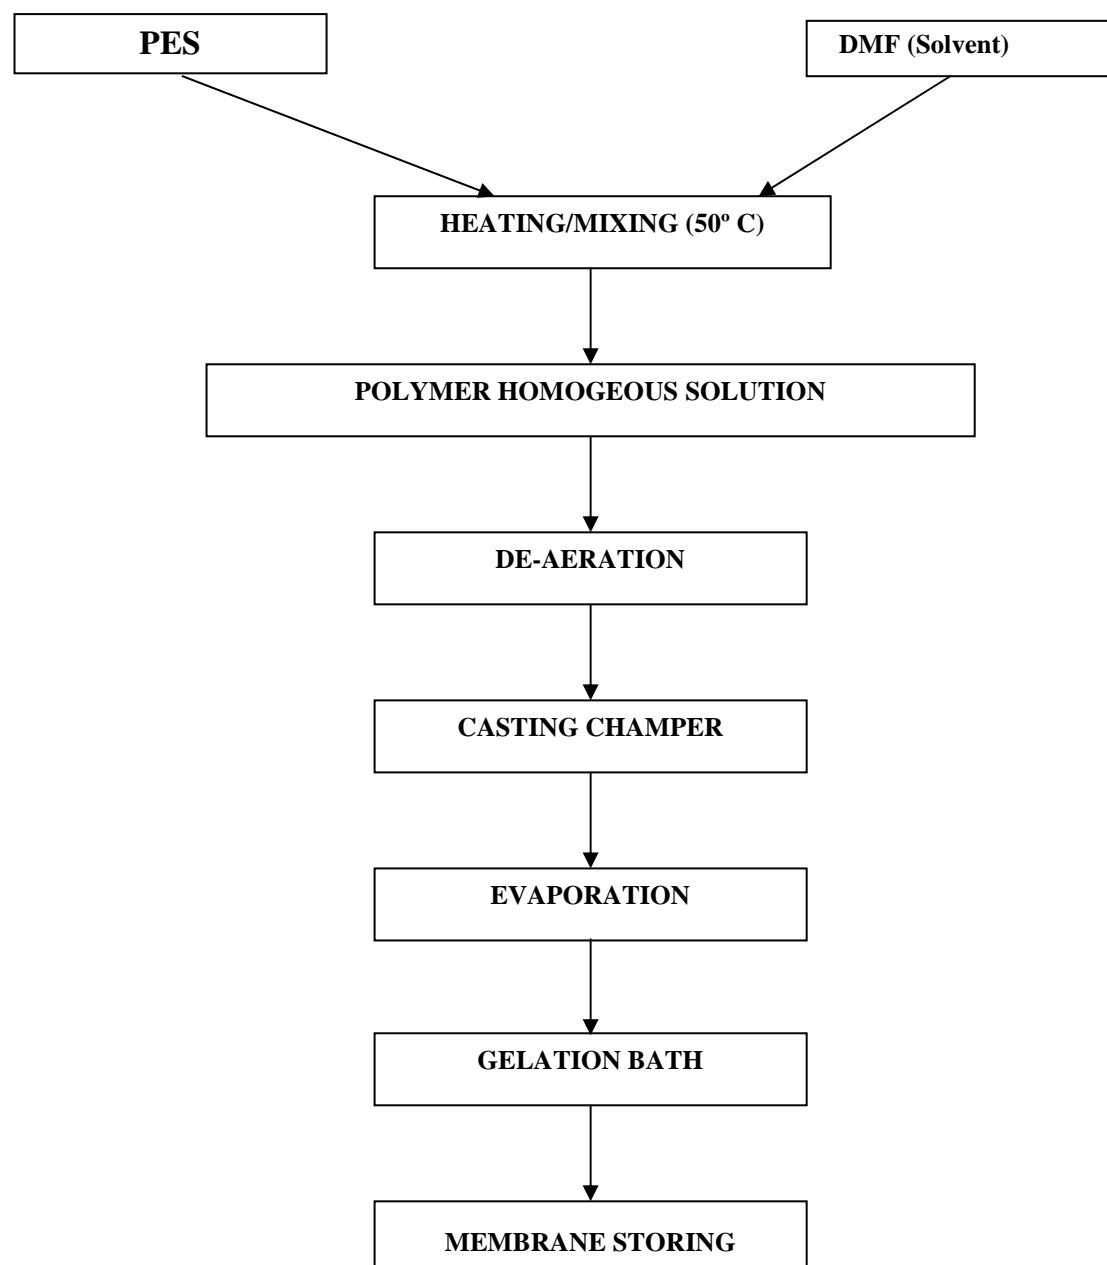 PES
DMF (Solvent)
HEATING/MIXING (50º C)
POLYMER HOMOGEOUS SOLUTION
DE-AERATION
CASTING CHAMPER
EVAPORATION
GELATION BATH
MEMBRANE STORING